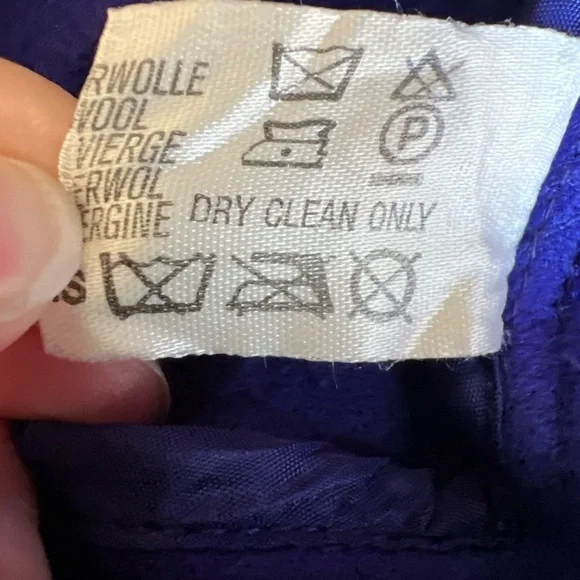 RWOLLE
WOOL
VIERGE
ERWOL
ERGINE
P
DRY CLEAN ONLY
S